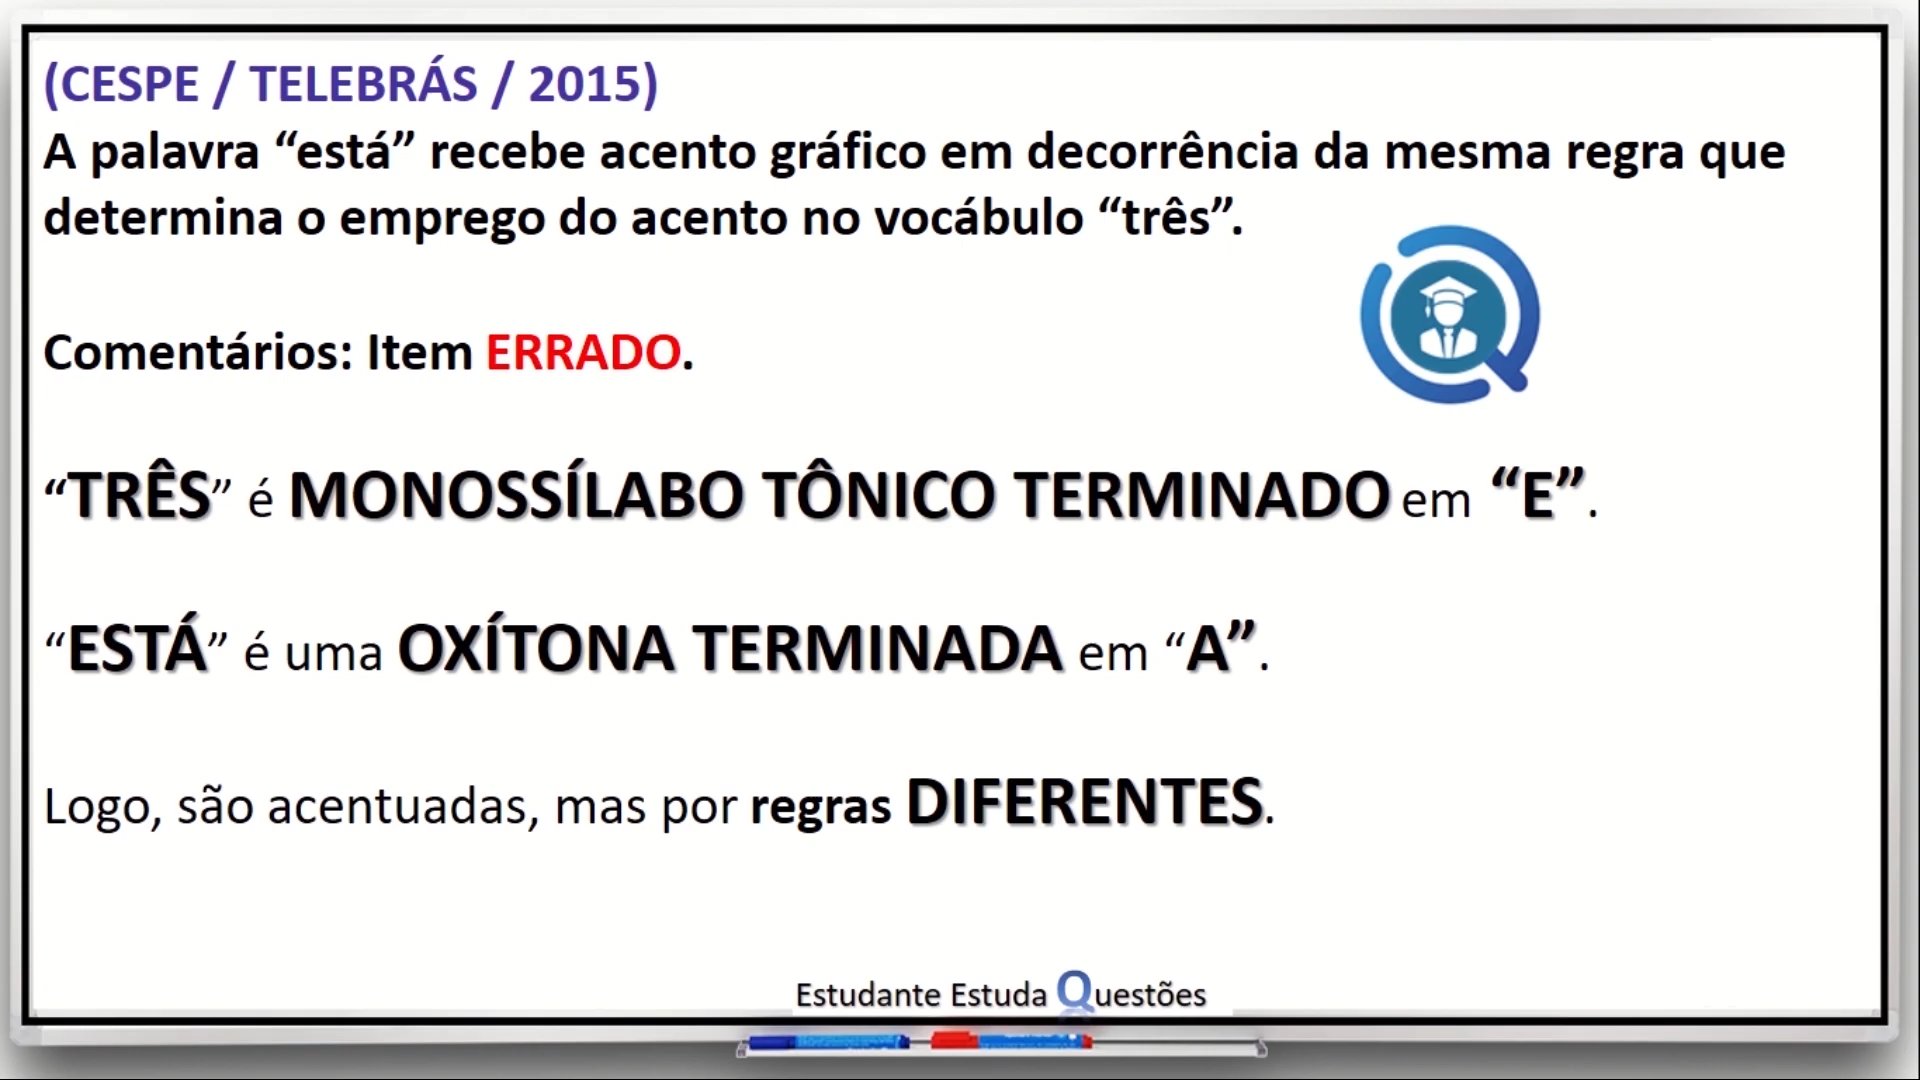 (CESPE / TELEBRÁS / 2015)
A palavra “está” recebe acento gráfico em decorrência da mesma regra que
determina o emprego do acento no vocábulo “três”.
Comentários: Item ERRADO.
“TRÊS” é MONOSSÍLABO TÔNICO TERMINADO em “E”.
“ESTÁ” é uma OXÍTONA TERMINADA em “A”.
Logo, são acentuadas, mas por regras DIFERENTES.
Estudante Estuda Questões